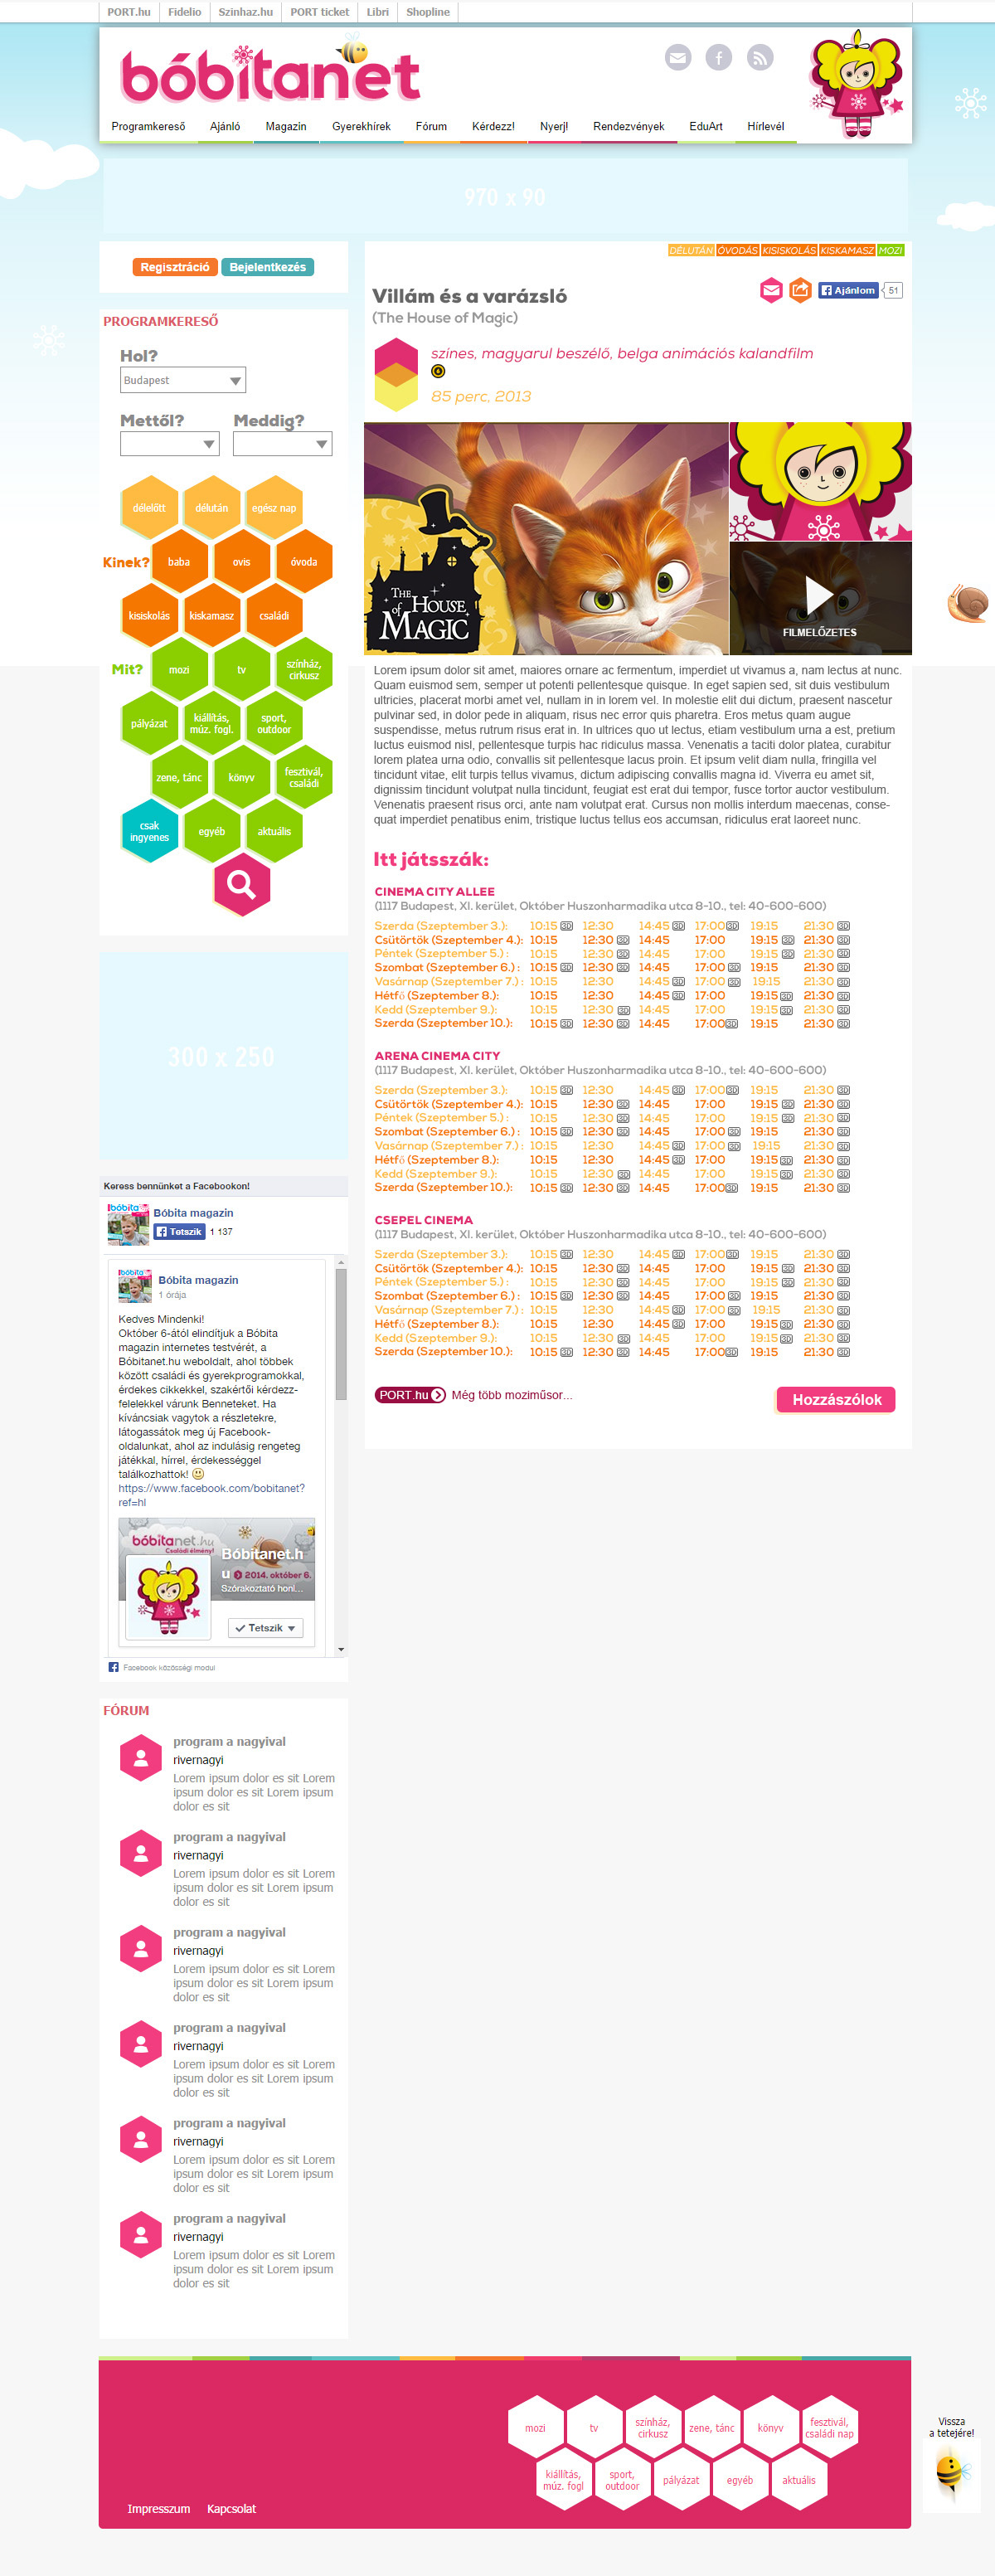 PORT.hu Fidelio Szinhaz.hu PORT ticket Libri Shopline
bóbitanet
Programkereső Ajánló Magazin Gyerekhírek Fórum Kérdezz! Nyerj! Rendezvények EduArt Hírlevél
970 x 90
Regisztráció Bejelentkezés
PROGRAMKERESŐ
Hol?
Budapest
Mettől? Meddig?
délelőtt délután egész nap
Kinek? baba ovis óvoda
kisiskolás kiskamasz családi
Mit? mozi tv színház, cirkusz
pályázat kiállítás, múz. fogl. sport, outdoor
zene, tánc könyv fesztivál, családi
csak ingyenes egyéb aktuális
300 x 250
Keress bennünket a Facebookon!
bóbita
Bóbita magazin
Tetszik 1 137
bóbita
Bóbita magazin
1 órája
Kedves Mindenki!
Október 6-ától elindítjuk a Bóbita
magazin internetes testvérét, a
Bóbitanet.hu weboldalt, ahol többek
között családi és gyerekprogramokkal,
érdekes cikkekkel, szakértői kérdezz-
felelekkel várunk Benneteket. Ha
kíváncsiak vagytok a részletekre,
látogassátok meg új Facebook-
oldalunkat, ahol az indulásig rengeteg
játékkal, hírrel, érdekességgel
találkozhattok!
https://www.facebook.com/bobitanet?
ref=hl
bóbitanet.hu
Családi élmény!
Bóbitanet.h
u 2014. október 6.
Szórakoztató honl...
Tetszik
Facebook közösségi modul
FÓRUM
program a nagyival
rivernagyi
Lorem ipsum dolor es sit Lorem
ipsum dolor es sit Lorem ipsum
dolor es sit
program a nagyival
rivernagyi
Lorem ipsum dolor es sit Lorem
ipsum dolor es sit Lorem ipsum
dolor es sit
program a nagyival
rivernagyi
Lorem ipsum dolor es sit Lorem
ipsum dolor es sit Lorem ipsum
dolor es sit
program a nagyival
rivernagyi
Lorem ipsum dolor es sit Lorem
ipsum dolor es sit Lorem ipsum
dolor es sit
program a nagyival
rivernagyi
Lorem ipsum dolor es sit Lorem
ipsum dolor es sit Lorem ipsum
dolor es sit
program a nagyival
rivernagyi
Lorem ipsum dolor es sit Lorem
ipsum dolor es sit Lorem ipsum
dolor es sit
DÉLUTÁN ÓVODÁS KISISKOLÁS KISKAMASZ MOZI
Villám és a varázsló
Ajánlom 51
(The House of Magic)
színes, magyarul beszélő, belga animációs kalandfilm
6
85 perc, 2013
THE HOUSE of MAGIC
FILMELŐZETES
Lorem ipsum dolor sit amet, maiores ornare ac fermentum, imperdiet ut vivamus a, nam lectus at nunc.
Quam euismod sem, semper ut potenti pellentesque quisque. In eget sapien sed, sit duis vestibulum
ultricies, placerat morbi amet vel, nullam in in lorem vel. In molestie elit dui dictum, praesent nascetur
pulvinar sed, in dolor pede in aliquam, risus nec error quis pharetra. Eros metus quam augue
suspendisse, metus rutrum risus erat in. In ultrices quo ut lectus, etiam vestibulum urna a est, pretium
luctus euismod nisl, pellentesque turpis hac ridiculus massa. Venenatis a taciti dolor platea, curabitur
lorem platea urna odio, convallis sit pellentesque lacus proin. Et ipsum velit diam nulla, fringilla vel
tincidunt vitae, elit turpis tellus vivamus, dictum adipiscing convallis magna id. Viverra eu amet sit,
dignissim tincidunt volutpat nulla tincidunt, feugiat est erat dui tempor, fusce tortor auctor vestibulum.
Venenatis praesent risus orci, ante nam volutpat erat. Cursus non mollis interdum maecenas, conse-
quat imperdiet penatibus enim, tristique luctus tellus eos accumsan, ridiculus erat laoreet nunc.
Itt játsszák:
CINEMA CITY ALLEE
(1117 Budapest, XI. kerület, Október Huszonharmadika utca 8-10., tel: 40-600-600)
Szerda (Szeptember 3.): 10:15 3D 12:30 14:45 3D 17:00 3D 19:15 21:30 3D
Csütörtök (Szeptember 4.): 10:15 12:30 3D 14:45 17:00 19:15 3D 21:30 3D
Péntek (Szeptember 5.) : 10:15 12:30 3D 14:45 17:00 19:15 3D 21:30 3D
Szombat (Szeptember 6.) : 10:15 3D 12:30 3D 14:45 17:00 3D 19:15 21:30 3D
Vasárnap (Szeptember 7.) : 10:15 12:30 14:45 3D 17:00 3D 19:15 21:30 3D
Hétfő (Szeptember 8.): 10:15 12:30 14:45 3D 17:00 19:15 3D 21:30 3D
Kedd (Szeptember 9.): 10:15 12:30 3D 14:45 17:00 19:15 3D 21:30 3D
Szerda (Szeptember 10.): 10:15 3D 12:30 3D 14:45 17:00 3D 19:15 21:30 3D
ARENA CINEMA CITY
(1117 Budapest, XI. kerület, Október Huszonharmadika utca 8-10., tel: 40-600-600)
Szerda (Szeptember 3.): 10:15 3D 12:30 14:45 3D 17:00 3D 19:15 21:30 3D
Csütörtök (Szeptember 4.): 10:15 12:30 3D 14:45 17:00 19:15 3D 21:30 3D
Péntek (Szeptember 5.) : 10:15 12:30 3D 14:45 17:00 19:15 3D 21:30 3D
Szombat (Szeptember 6.) : 10:15 3D 12:30 3D 14:45 17:00 3D 19:15 21:30 3D
Vasárnap (Szeptember 7.) : 10:15 12:30 14:45 3D 17:00 3D 19:15 21:30 3D
Hétfő (Szeptember 8.): 10:15 12:30 14:45 3D 17:00 19:15 3D 21:30 3D
Kedd (Szeptember 9.): 10:15 12:30 3D 14:45 17:00 19:15 3D 21:30 3D
Szerda (Szeptember 10.): 10:15 3D 12:30 3D 14:45 17:00 3D 19:15 21:30 3D
CSEPEL CINEMA
(1117 Budapest, XI. kerület, Október Huszonharmadika utca 8-10., tel: 40-600-600)
Szerda (Szeptember 3.): 10:15 3D 12:30 14:45 3D 17:00 3D 19:15 21:30 3D
Csütörtök (Szeptember 4.): 10:15 12:30 3D 14:45 17:00 19:15 3D 21:30 3D
Péntek (Szeptember 5.) : 10:15 12:30 3D 14:45 17:00 19:15 3D 21:30 3D
Szombat (Szeptember 6.) : 10:15 3D 12:30 3D 14:45 17:00 3D 19:15 21:30 3D
Vasárnap (Szeptember 7.) : 10:15 12:30 14:45 3D 17:00 3D 19:15 21:30 3D
Hétfő (Szeptember 8.): 10:15 12:30 14:45 3D 17:00 19:15 3D 21:30 3D
Kedd (Szeptember 9.): 10:15 12:30 3D 14:45 17:00 19:15 3D 21:30 3D
Szerda (Szeptember 10.): 10:15 3D 12:30 3D 14:45 17:00 3D 19:15 21:30 3D
PORT.hu Még több moziműsor...
Hozzászólok
mozi tv színház, cirkusz zene, tánc könyv fesztivál, családi nap
kiállítás, múz. fogl sport, outdoor pályázat egyéb aktuális
Impresszum Kapcsolat
Vissza
a tetejére!